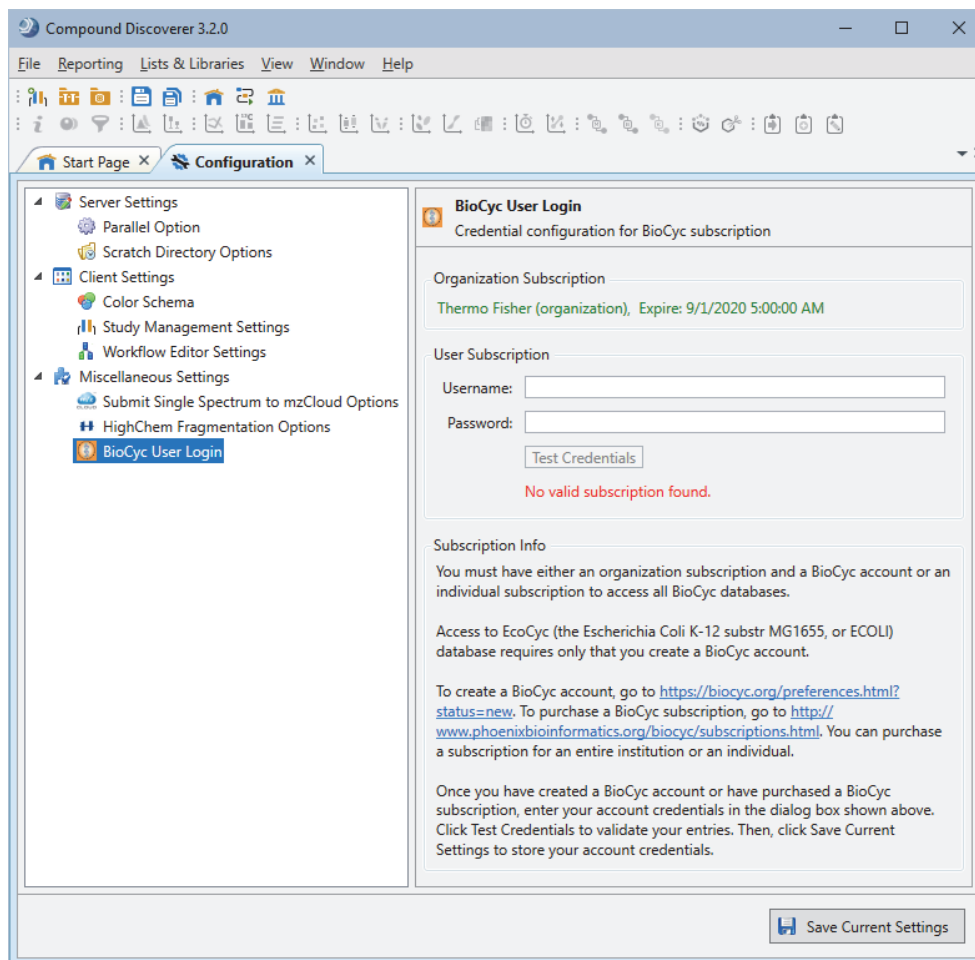 Compound Discoverer 3.2.0
File Reporting Lists & Libraries View Window Help
Start Page
Configuration
Server Settings
Parallel Option
Scratch Directory Options
Client Settings
Color Schema
Study Management Settings
Workflow Editor Settings
Miscellaneous Settings
Submit Single Spectrum to mzCloud Options
HighChem Fragmentation Options
BioCyc User Login
BioCyc User Login
Credential configuration for BioCyc subscription
Organization Subscription
Thermo Fisher (organization), Expire: 9/1/2020 5:00:00 AM
User Subscription
Username:
Password:
Test Credentials
No valid subscription found.
Subscription Info
You must have either an organization subscription and a BioCyc account or an
individual subscription to access all BioCyc databases.
Access to EcoCyc (the Escherichia Coli K-12 substr MG1655, or ECOLI)
database requires only that you create a BioCyc account.
To create a BioCyc account, go to https://biocyc.org/preferences.html?
status=new. To purchase a BioCyc subscription, go to http://
www.phoenixbioinformatics.org/biocyc/subscriptions.html. You can purchase
a subscription for an entire institution or an individual.
Once you have created a BioCyc account or have purchased a BioCyc
subscription, enter your account credentials in the dialog box shown above.
Click Test Credentials to validate your entries. Then, click Save Current
Settings to store your account credentials.
Save Current Settings